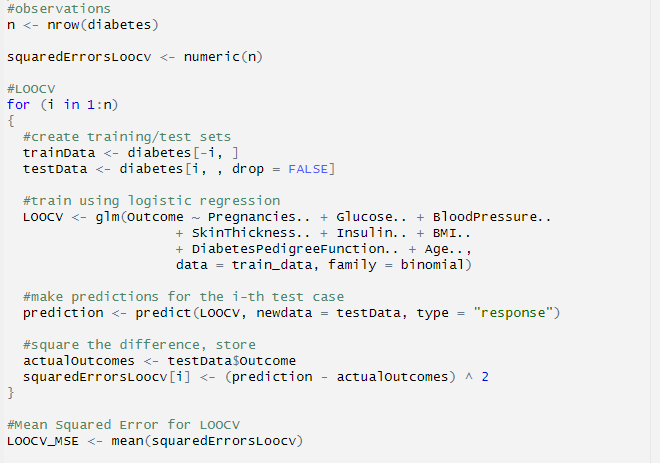 #observations
n <- nrow(diabetes)
squaredErrorsLoocv <- numeric(n)
#LOOCV
for (i in 1:n)
{
#create training/test sets
trainData <- diabetes[-i, ]
testData <- diabetes[i, , drop = FALSE]
#train using logistic regression
LOOCV <- glm(Outcome ~ Pregnancies.. + Glucose.. + BloodPressure..
+ SkinThickness.. + Insulin.. + BMI..
+ DiabetesPedigreeFunction.. + Age..,
data = train_data, family = binomial)
#make predictions for the i-th test case
prediction <- predict(LOOCV, newdata = testData, type = "response")
#square the difference, store
actualOutcomes <- testData$Outcome
squaredErrorsLoocv[i] <- (prediction - actualOutcomes) ^ 2
}
#Mean Squared Error for LOOCV
LOOCV_MSE <- mean(squaredErrorsLoocv)